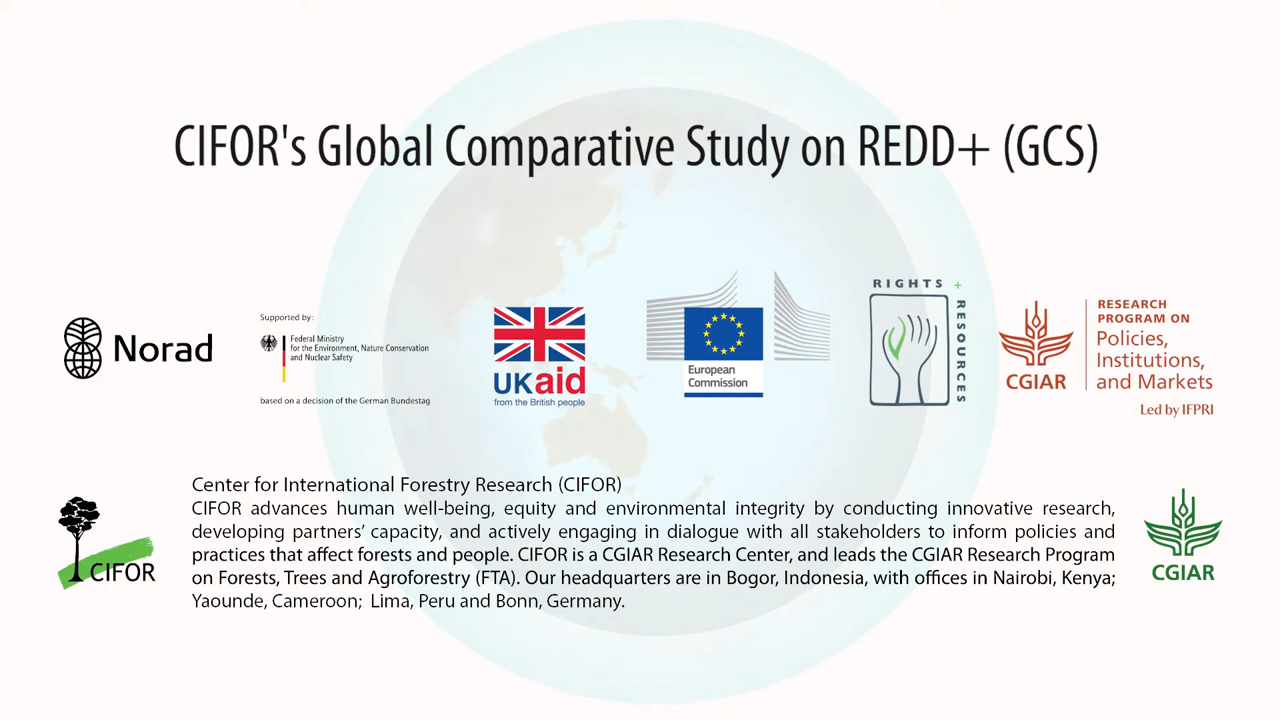 CIFOR's Global Comparative Study on REDD+ (GCS)
Norad
Supported by:
Federal Ministry
for the Environment, Nature Conservation
and Nuclear Safety
based on a decision of the German Bundestag
UKaid
from the British people
European
Commission
RIGHTS +
RESOURCES
CGIAR
RESEARCH
PROGRAM ON
Policies,
Institutions,
and Markets
Led by IFPRI
CIFOR
Center for International Forestry Research (CIFOR)
CIFOR advances human well-being, equity and environmental integrity by conducting innovative research,
developing partners’ capacity, and actively engaging in dialogue with all stakeholders to inform policies and
practices that affect forests and people. CIFOR is a CGIAR Research Center, and leads the CGIAR Research Program
on Forests, Trees and Agroforestry (FTA). Our headquarters are in Bogor, Indonesia, with offices in Nairobi, Kenya;
Yaounde, Cameroon; Lima, Peru and Bonn, Germany.
CGIAR